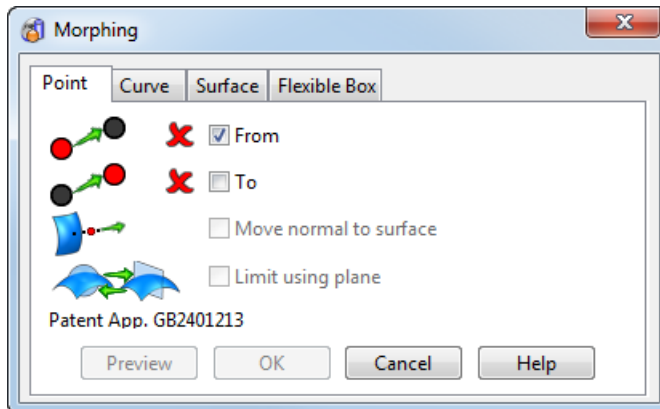 Morphing
Point Curve Surface Flexible Box
From
To
Move normal to surface
Limit using plane
Patent App. GB2401213
Preview OK Cancel Help